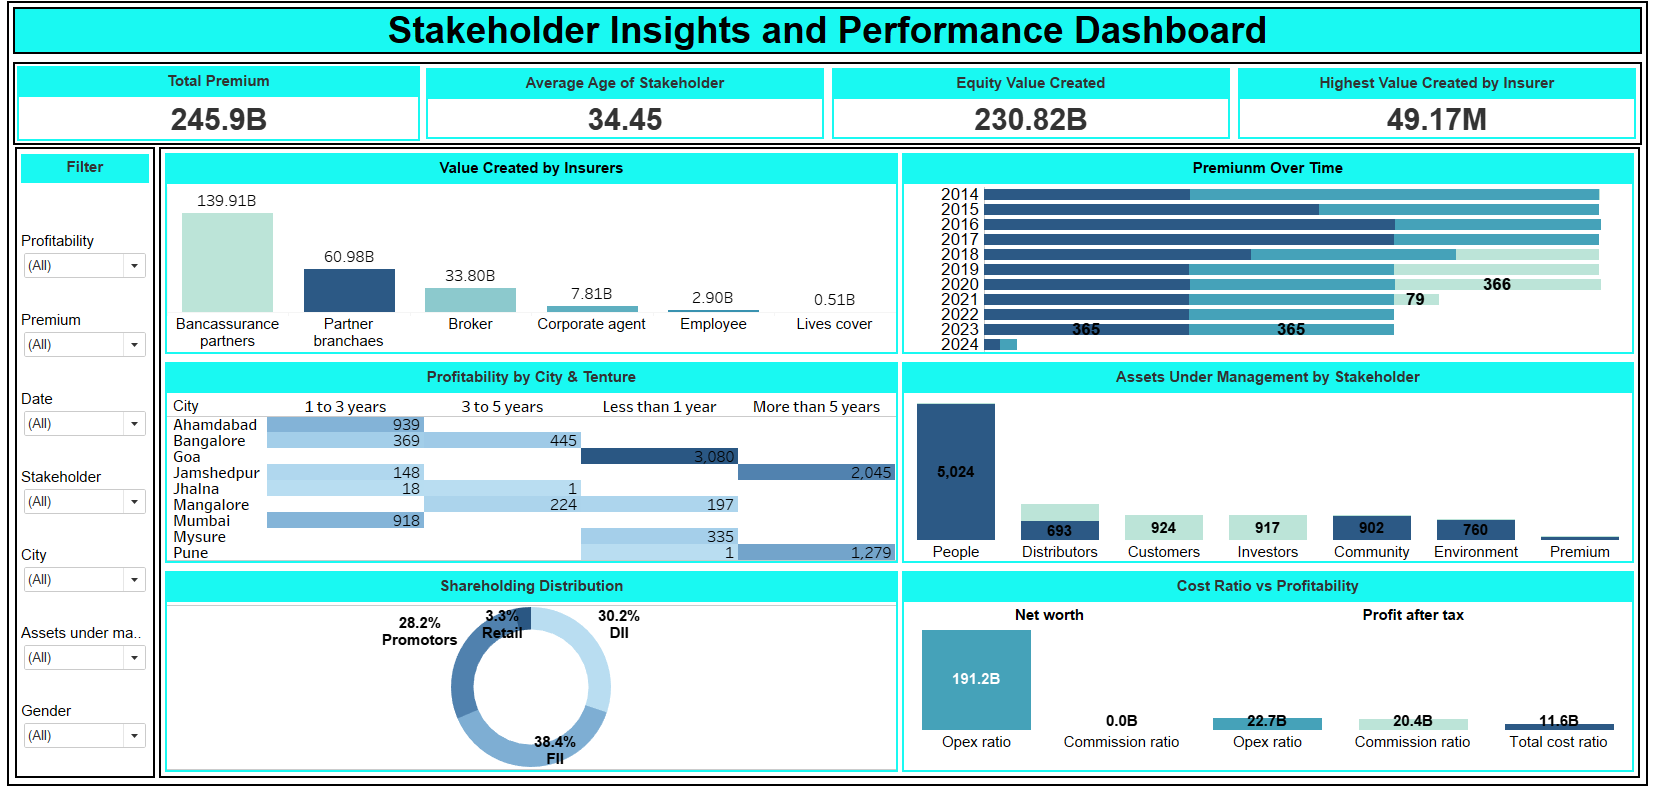 Stakeholder Insights and Performance Dashboard
Total Premium
245.9B
Average Age of Stakeholder
34.45
Equity Value Created
230.82B
Highest Value Created by Insurer
49.17M
Filter
Profitability
(All)
Premium
(All)
Date
(All)
Stakeholder
(All)
City
(All)
Assets under ma..
(All)
Gender
(All)
Value Created by Insurers
139.91B
60.98B
33.80B
7.81B
2.90B
0.51B
Bancassurance
partners
Partner
branchaes
Broker
Corporate agent
Employee
Lives cover
Premiunm Over Time
2014
2015
2016
2017
2018
2019
2020 366
2021 79
2022
2023 365 365
2024
Profitability by City & Tenture
City 1 to 3 years 3 to 5 years Less than 1 year More than 5 years
Ahamdabad 939
Bangalore 369 445
Goa 3,080
Jamshedpur 148 2,045
Jhalna 18 1
Mangalore 224 197
Mumbai 918
Mysure 335
Pune 1 1,279
Assets Under Management by Stakeholder
5,024
693
924
917
902
760
People
Distributors
Customers
Investors
Community
Environment
Premium
Shareholding Distribution
28.2%
Promotors
3.3%
Retail
30.2%
DII
38.4%
FII
Cost Ratio vs Profitability
Net worth
Profit after tax
191.2B
0.0B
22.7B
20.4B
11.6B
Opex ratio
Commission ratio
Opex ratio
Commission ratio
Total cost ratio